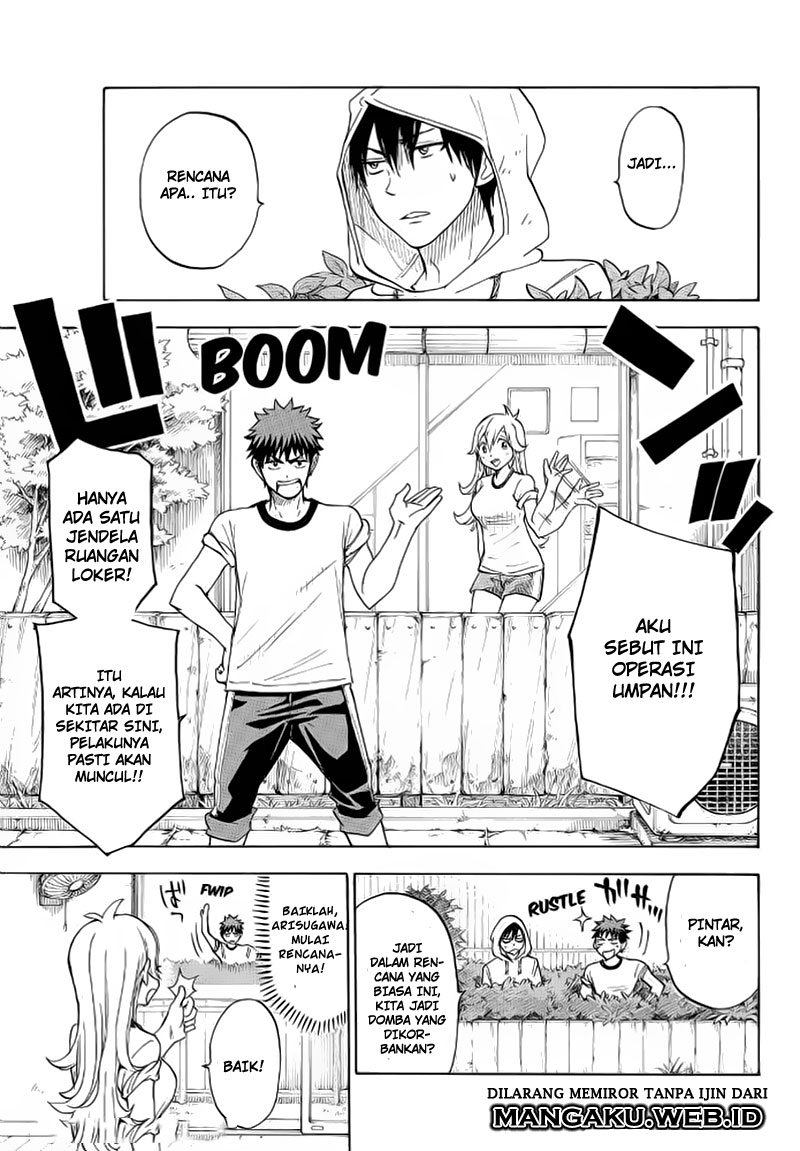 JADI...
RENCANA
APA.. ITU?
BOOM
ドン
AKU
SEBUT INI
OPERASI
UMPAN!!!
HANYA
ADA SATU
JENDELA
RUANGAN
LOKER!
ITU
ARTINYA, KALAU
KITA ADA DI
SEKITAR SINI,
PELAKUNYA
PASTI AKAN
MUNCUL!!
PINTAR,
KAN?
RUSTLE
JADI
DALAM REN-
CANA YANG
BIASA INI,
KITA JADI
DOMBA YANG
DIKOR-
BANKAN?
BAIKLAH,
ARISUGAWA!
MULAI
RENCANA-
NYA!
FWIP
BAIK!
DILARANG MEMIROR TANPA IJIN DARI
MANGAKU.WEB.ID